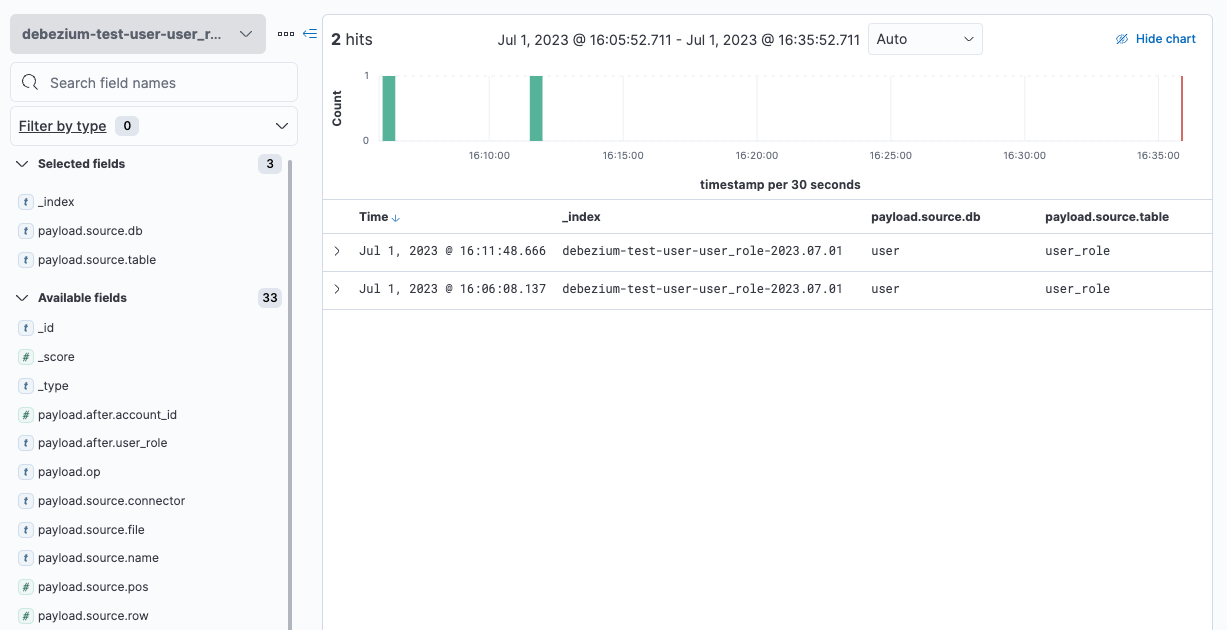 debezium-test-user-user_r...
Search field names
Filter by type 0
Selected fields 3
t _index
t payload.source.db
t payload.source.table
Available fields 33
t _id
# _score
t _type
# payload.after.account_id
t payload.after.user_role
t payload.op
t payload.source.connector
t payload.source.file
t payload.source.name
# payload.source.pos
# payload.source.row
2 hits
Jul 1, 2023 @ 16:05:52.711 - Jul 1, 2023 @ 16:35:52.711
Auto
Hide chart
Count
1
0
16:10:00 16:15:00 16:20:00 16:25:00 16:30:00 16:35:00
timestamp per 30 seconds
Time _index payload.source.db payload.source.table
Jul 1, 2023 @ 16:11:48.666 debezium-test-user-user_role-2023.07.01 user user_role
Jul 1, 2023 @ 16:06:08.137 debezium-test-user-user_role-2023.07.01 user user_role